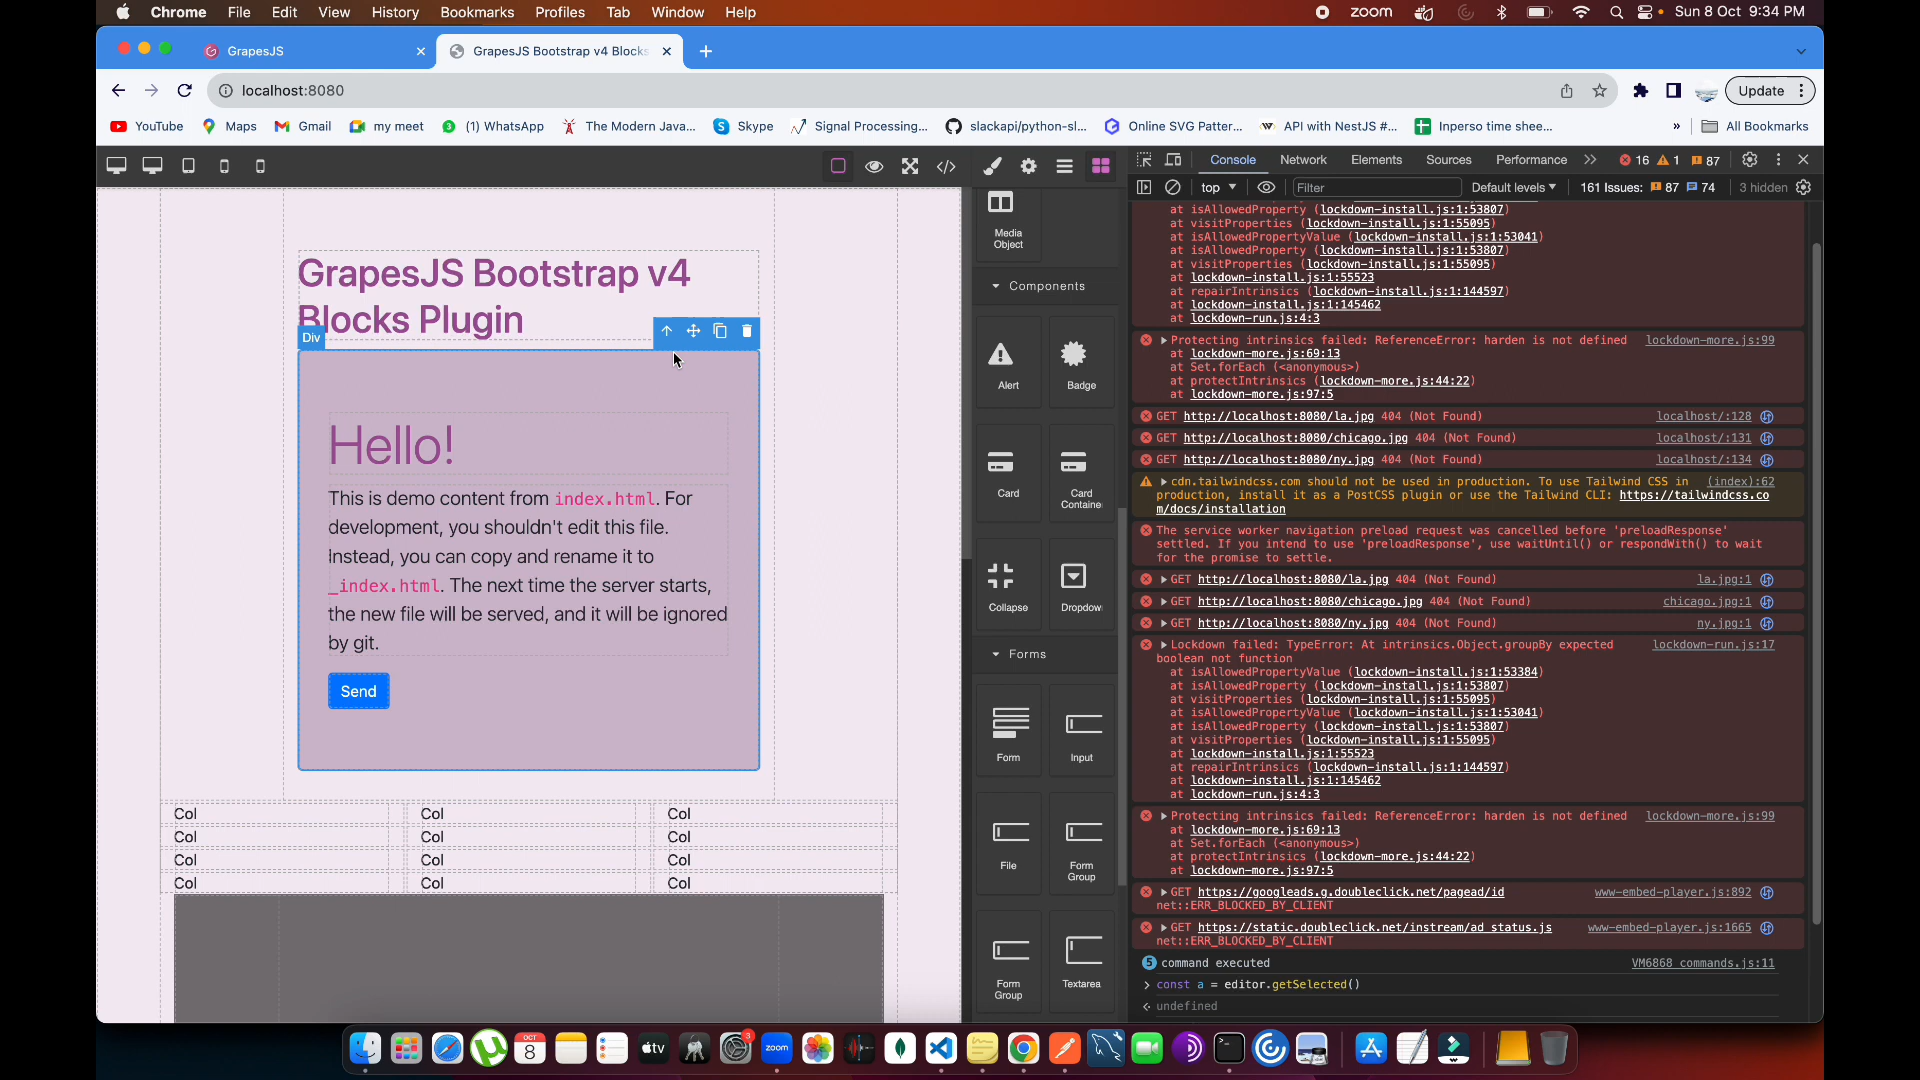 Chrome File Edit View History Bookmarks Profiles Tab Window Help zoom Sun 8 Oct 9:34 PM
GrapesJS GrapesJS Bootstrap v4 Blocks
localhost:8080 Update
YouTube Maps Gmail my meet (1) WhatsApp The Modern Java... Skype Signal Processing... slackapi/python-sl... Online SVG Patter... API with NestJS #... Inperso time shee... » All Bookmarks
Console Network Elements Sources Performance 16 1 87
top Filter Default levels 161 Issues: 87 74 3 hidden
GrapesJS Bootstrap v4
Blocks Plugin
Div
Hello!
This is demo content from index.html. For
development, you shouldn't edit this file.
Instead, you can copy and rename it to
_index.html. The next time the server starts,
the new file will be served, and it will be ignored
by git.
Send
Col Col Col
Col Col Col
Col Col Col
Col Col Col
Media
Object
Components
Alert Badge
Card Card
Containe
Collapse Dropdow
Forms
Form Input
File Form
Group
Form
Group
Textarea
at isAllowedProperty (lockdown-install.js:1:53807)
at visitProperties (lockdown-install.js:1:55095)
at isAllowedPropertyValue (lockdown-install.js:1:53041)
at isAllowedProperty (lockdown-install.js:1:53807)
at visitProperties (lockdown-install.js:1:55095)
at lockdown-install.js:1:55523
at repairIntrinsics (lockdown-install.js:1:144597)
at lockdown-install.js:1:145462
at lockdown-run.js:4:3
Protecting intrinsics failed: ReferenceError: harden is not defined lockdown-more.js:99
at lockdown-more.js:69:13
at Set.forEach (<anonymous>)
at protectIntrinsics (lockdown-more.js:44:22)
at lockdown-more.js:97:5
GET http://localhost:8080/la.jpg 404 (Not Found) localhost/:128
GET http://localhost:8080/chicago.jpg 404 (Not Found) localhost/:131
GET http://localhost:8080/ny.jpg 404 (Not Found) localhost/:134
cdn.tailwindcss.com should not be used in production. To use Tailwind CSS in (index):62
production, install it as a PostCSS plugin or use the Tailwind CLI: https://tailwindcss.co
m/docs/installation
The service worker navigation preload request was cancelled before 'preloadResponse'
settled. If you intend to use 'preloadResponse', use waitUntil() or respondWith() to wait
for the promise to settle.
GET http://localhost:8080/la.jpg 404 (Not Found) la.jpg:1
GET http://localhost:8080/chicago.jpg 404 (Not Found) chicago.jpg:1
GET http://localhost:8080/ny.jpg 404 (Not Found) ny.jpg:1
Lockdown failed: TypeError: At intrinsics.Object.groupBy expected lockdown-run.js:17
boolean not function
at isAllowedPropertyValue (lockdown-install.js:1:53384)
at isAllowedProperty (lockdown-install.js:1:53807)
at visitProperties (lockdown-install.js:1:55095)
at isAllowedPropertyValue (lockdown-install.js:1:53041)
at isAllowedProperty (lockdown-install.js:1:53807)
at visitProperties (lockdown-install.js:1:55095)
at lockdown-install.js:1:55523
at repairIntrinsics (lockdown-install.js:1:144597)
at lockdown-install.js:1:145462
at lockdown-run.js:4:3
Protecting intrinsics failed: ReferenceError: harden is not defined lockdown-more.js:99
at lockdown-more.js:69:13
at Set.forEach (<anonymous>)
at protectIntrinsics (lockdown-more.js:44:22)
at lockdown-more.js:97:5
GET https://googleads.g.doubleclick.net/pagead/id www-embed-player.js:892
net::ERR_BLOCKED_BY_CLIENT
GET https://static.doubleclick.net/instream/ad_status.js www-embed-player.js:1665
net::ERR_BLOCKED_BY_CLIENT
5 command executed VM6868 commands.js:11
> const a = editor.getSelected()
undefined
OCT
8
tv
3
zoom